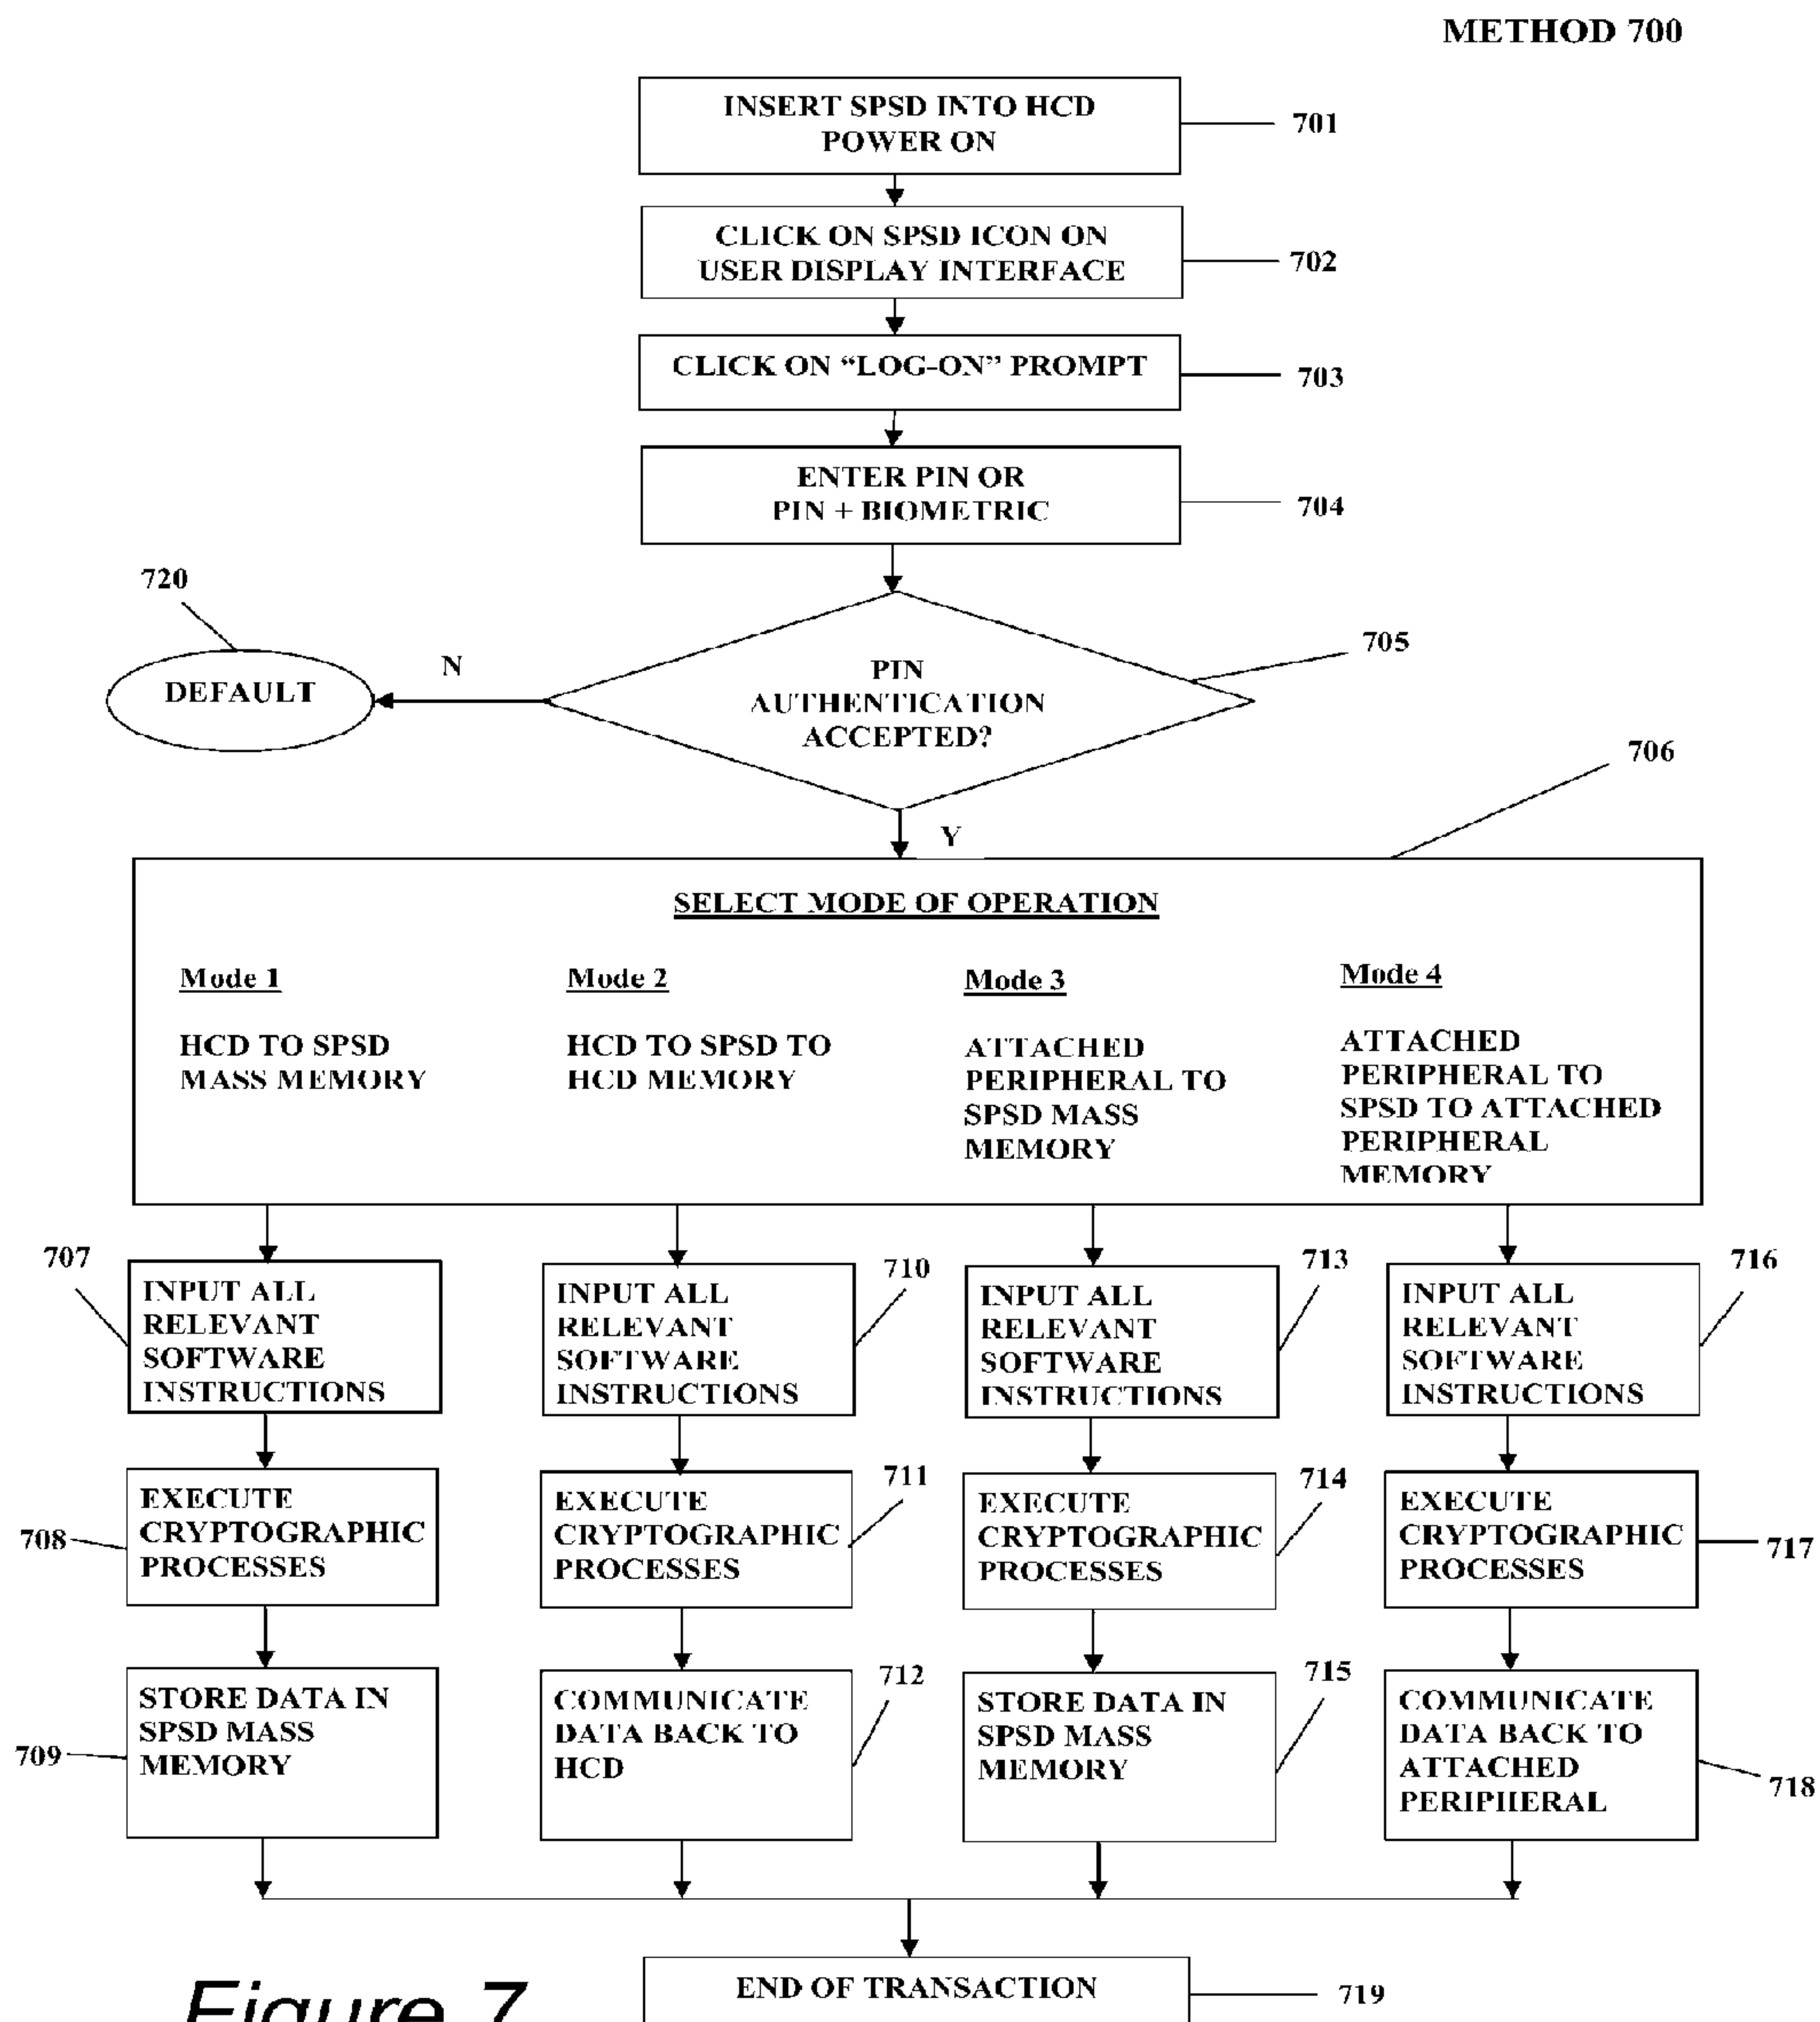 METHOD 700
INSERT SPSD INTO HCD
POWER ON
701
CLICK ON SPSD ICON ON
USER DISPLAY INTERFACE
702
CLICK ON “LOG-ON” PROMPT
703
ENTER PIN OR
PIN + BIOMETRIC
704
720
DEFAULT
N
PIN
AUTHENTICATION
ACCEPTED?
705
Y
706
SELECT MODE OF OPERATION
Mode 1
HCD TO SPSD
MASS MEMORY
Mode 2
HCD TO SPSD TO
HCD MEMORY
Mode 3
ATTACHED
PERIPHERAL TO
SPSD MASS
MEMORY
Mode 4
ATTACHED
PERIPHERAL TO
SPSD TO ATTACHED
PERIPHERAL
MEMORY
707
INPUT ALL
RELEVANT
SOFTWARE
INSTRUCTIONS
710
INPUT ALL
RELEVANT
SOFTWARE
INSTRUCTIONS
713
INPUT ALL
RELEVANT
SOFTWARE
INSTRUCTIONS
716
INPUT ALL
RELEVANT
SOFTWARE
INSTRUCTIONS
708
EXECUTE
CRYPTOGRAPHIC
PROCESSES
711
EXECUTE
CRYPTOGRAPHIC
PROCESSES
714
EXECUTE
CRYPTOGRAPHIC
PROCESSES
717
EXECUTE
CRYPTOGRAPHIC
PROCESSES
709
STORE DATA IN
SPSD MASS
MEMORY
712
COMMUNICATE
DATA BACK TO
HCD
715
STORE DATA IN
SPSD MASS
MEMORY
718
COMMUNICATE
DATA BACK TO
ATTACHED
PERIPHERAL
END OF TRANSACTION
719
Figure 7